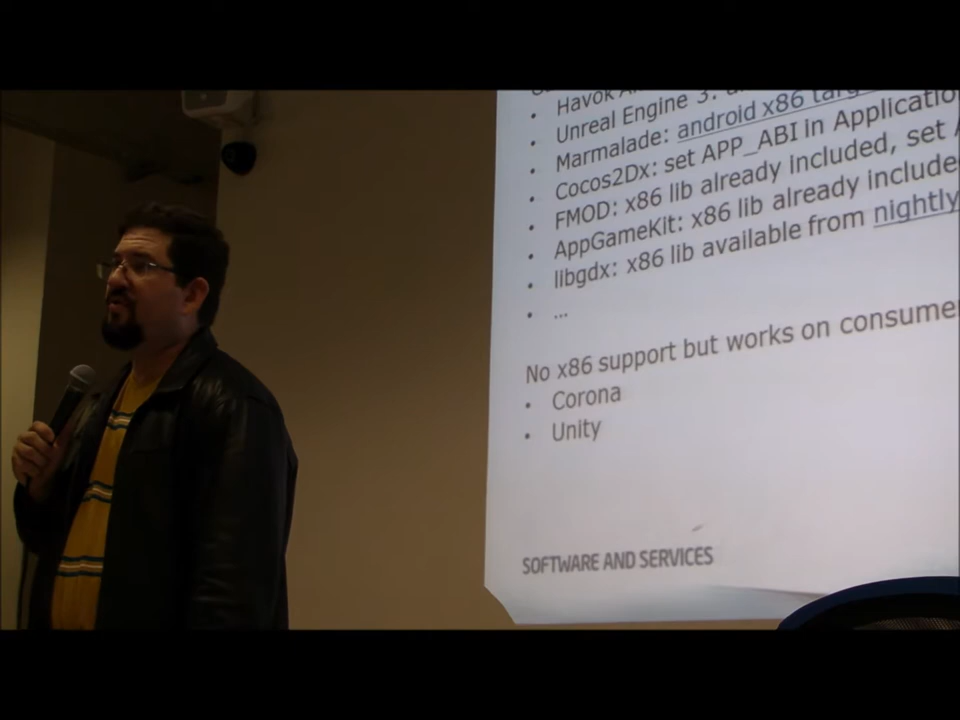 • Havok
• Unreal Engine 3:
• Marmalade: android x86
• Cocos2Dx: set APP_ABI in Application
• FMOD: x86 lib already included, set
• AppGameKit: x86 lib already include
• libgdx: x86 lib available from nightly
• ...
No x86 support but works on consume
• Corona
• Unity
SOFTWARE AND SERVICES